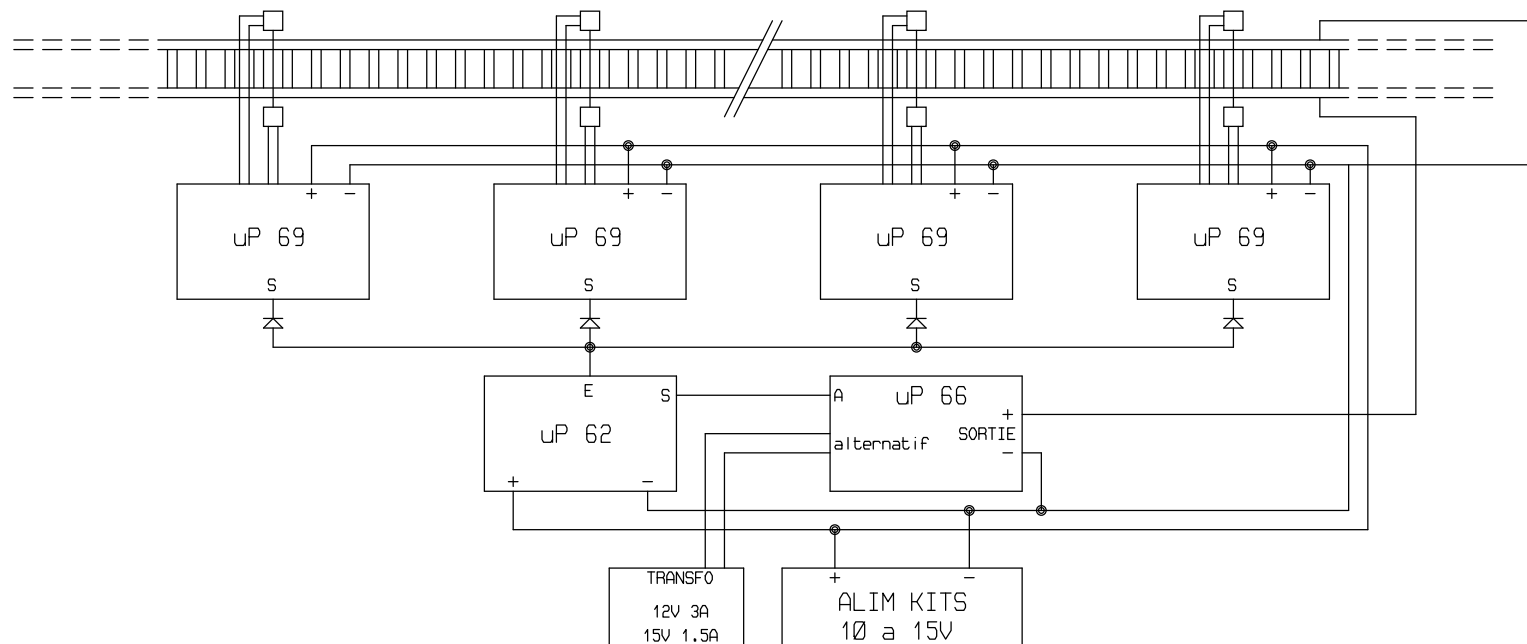 + − + − + − + −
uP 69 uP 69 uP 69 uP 69
S S S S
E S A uP 66
+
uP 62 SORTIE
alternatif −
+ −
TRANSFO + −
12V 3A ALIM KITS
15V 1.5A 10 a 15V